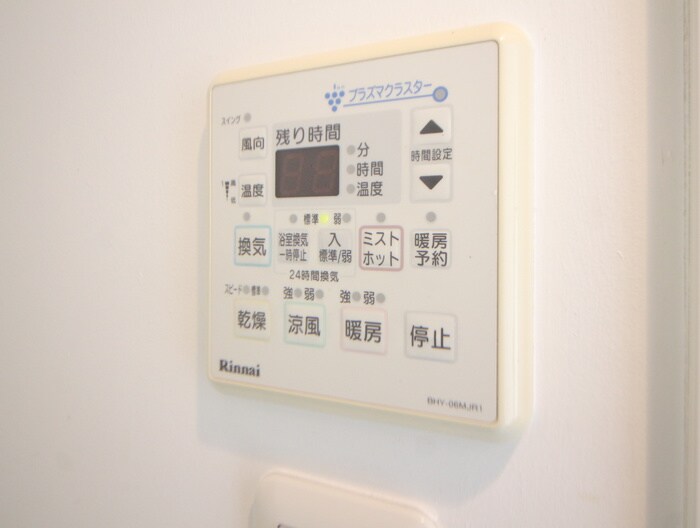 プラズマクラスター
スイング
風向
残り時間
分
時間
温度
時間設定
温度
標準 弱
換気
浴室換気
一時停止
入
標準/弱
ミスト
ホット
暖房
予約
24時間換気
スピード 標準
強 弱
強 弱
乾燥
涼風
暖房
停止
Rinnai